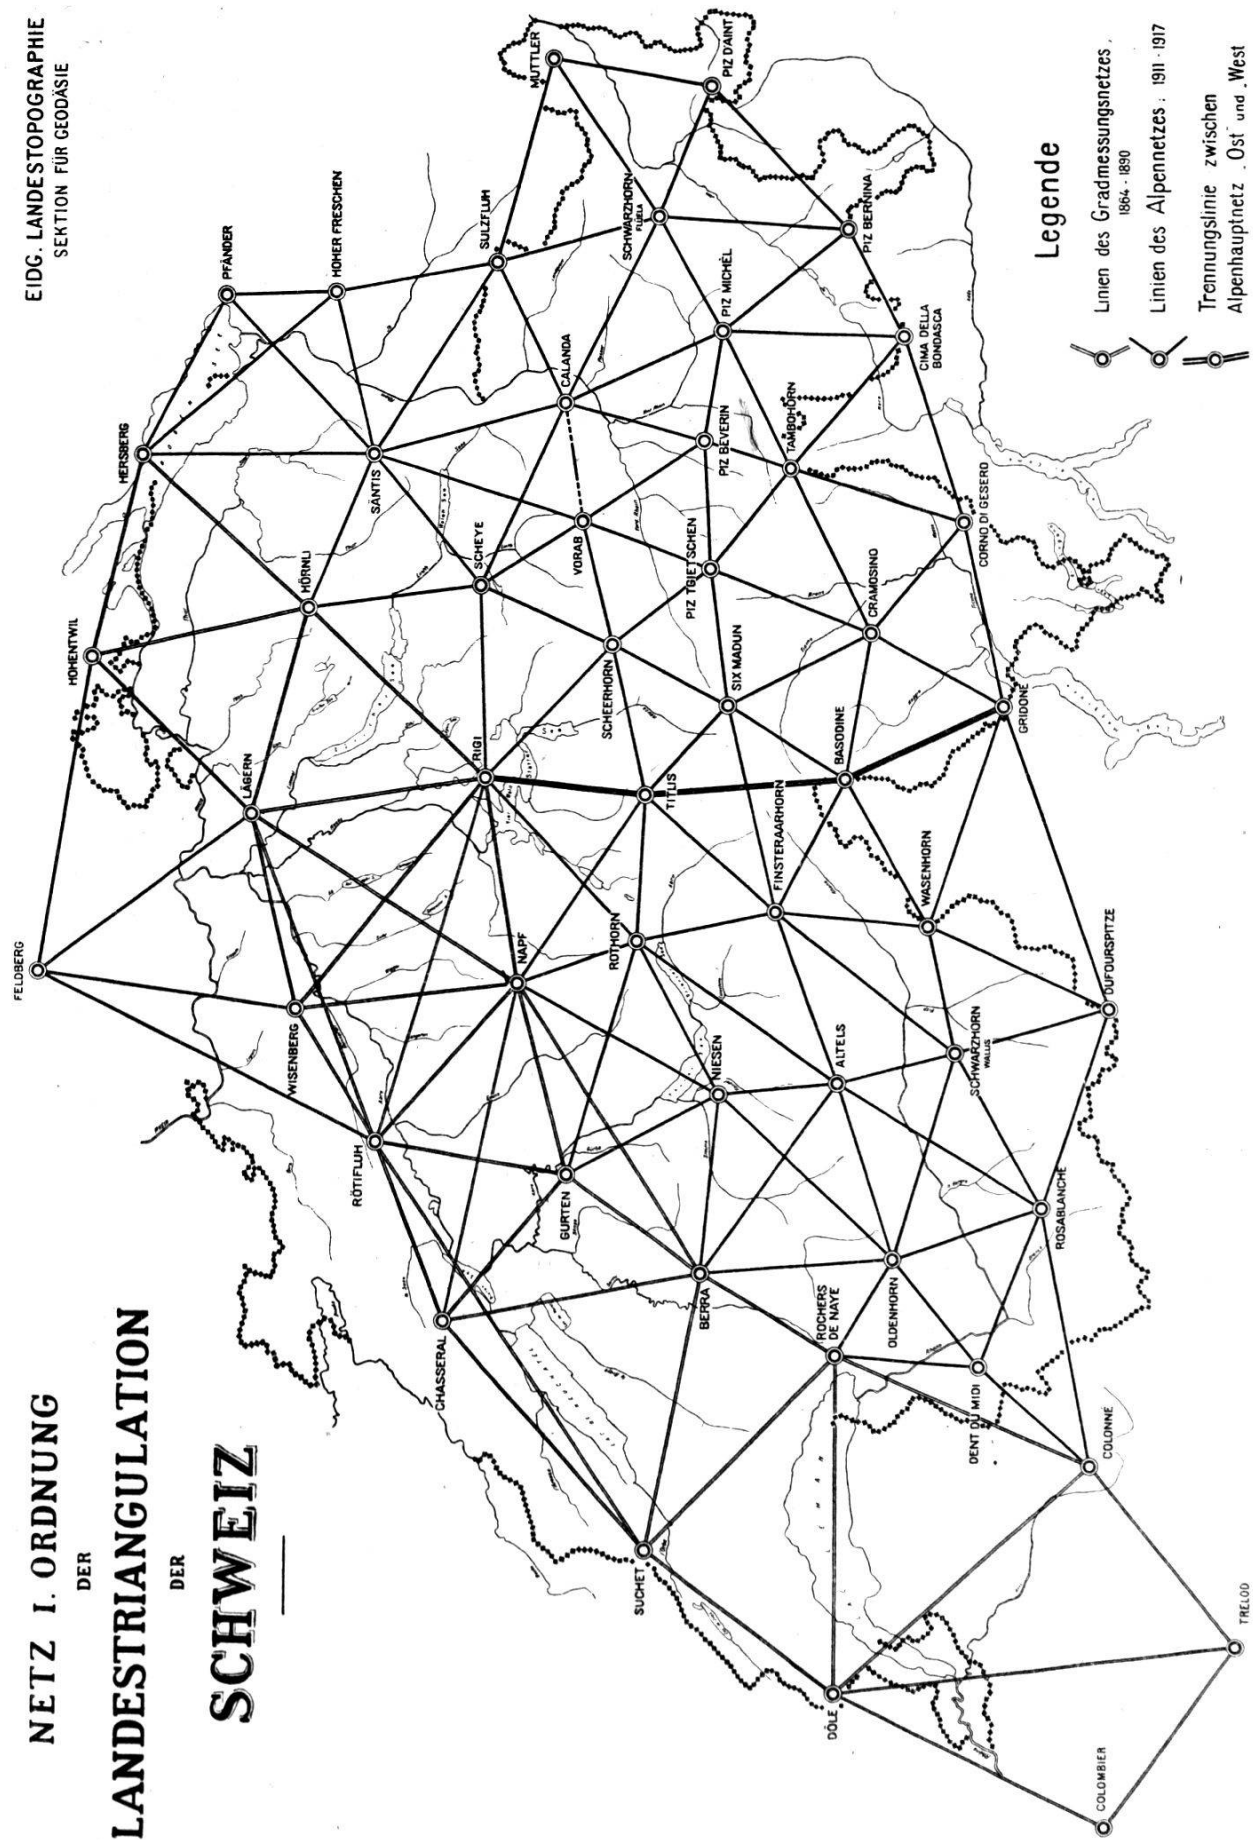 NETZ I. ORDNUNG
DER
LANDESTRIANGULATION
DER
SCHWEIZ
EIDG. LANDESTOPOGRAPHIE
SEKTION FÜR GEODÄSIE
FELDBERG
HOHENTWIL
HERSBERG
PFÄNDER
HOHER FRESCHEN
LÄGERN
HÖRNLI
SÄNTIS
WISENBERG
RÖTIFLUH
CHASSERAL
SUCHET
DÔLE
COLOMBIER
TRELOD
COLONNE
DENT DU MIDI
ROCHERS
DE NAYE
OLDENHORN
ROSABLANCHE
BERRA
GURTEN
NAPF
RIGI
SCHEYE
SULZFLUH
MUTTLER
PIZ D'AINT
SCHWARZHORN
FLÜELA
CALANDA
VORAB
SCHEERHORN
TITLIS
ROTHORN
NIESEN
ALTELS
SCHWARZHORN
WALLIS
DUFOURSPITZE
FINSTERAARHORN
WASENHORN
BASODINE
GRIDONE
SIX MADUN
PIZ TGIETSCHEN
CRAMOSINO
PIZ BEVERIN
TAMBOHORN
CORNO DI GESERO
PIZ MICHÈL
CIMA DELLA
BONDASCA
PIZ BERNINA
Legende
Linien des Gradmessungsnetzes,
1864 - 1890
Linien des Alpennetzes; 1911 - 1917
Trennungslinie zwischen
Alpenhauptnetz „Ost" und „West